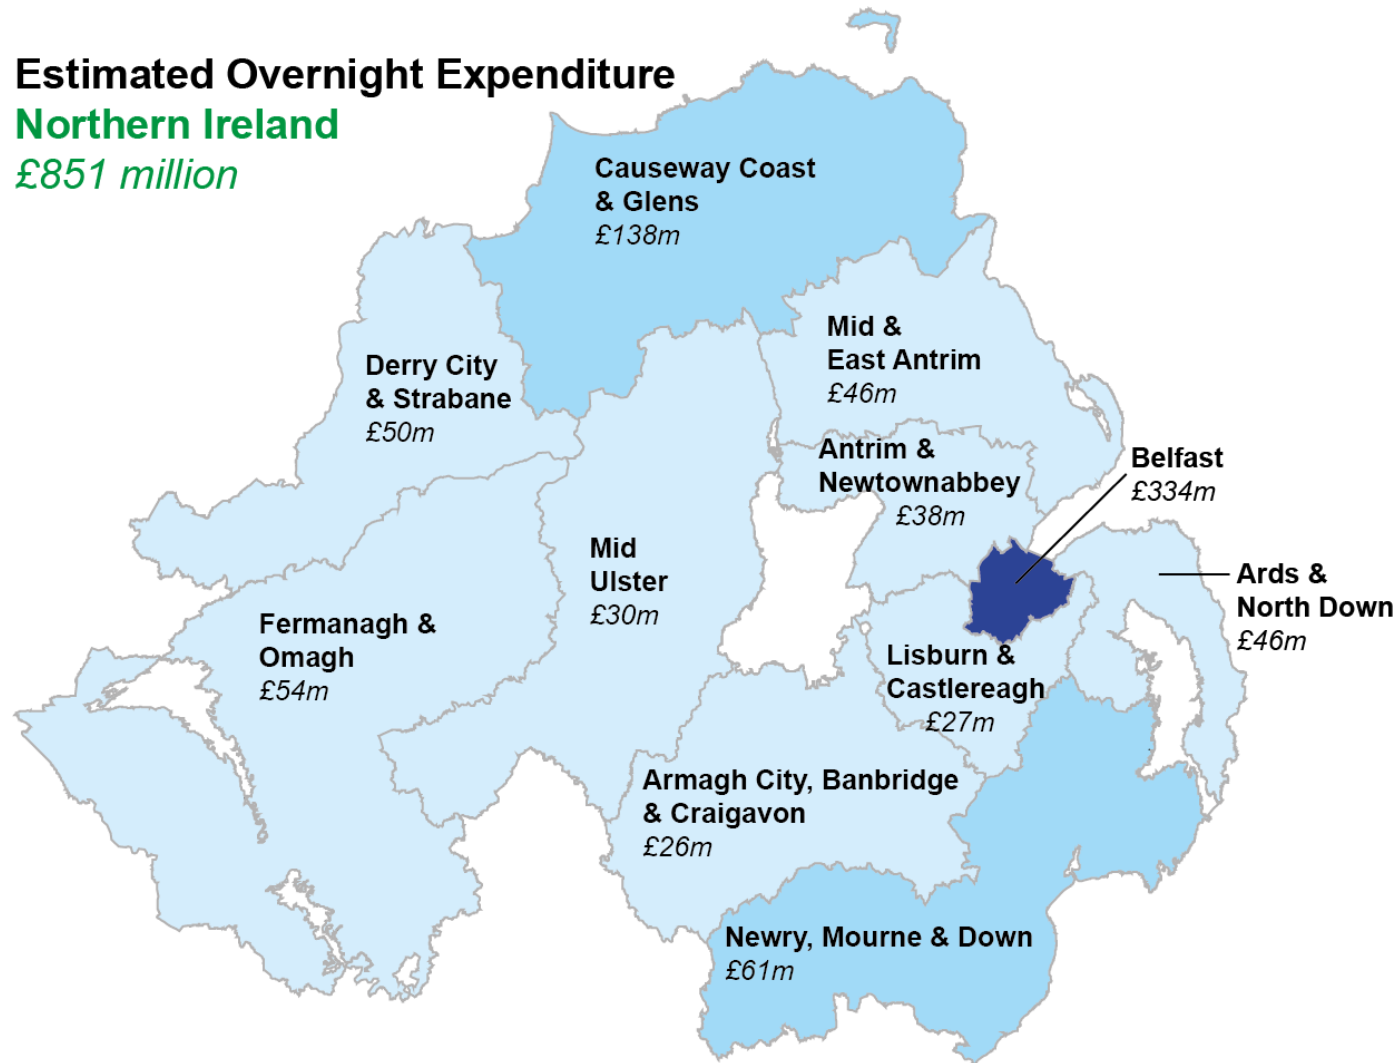 Estimated Overnight Expenditure
Northern Ireland
£851 million
Causeway Coast
& Glens
£138m
Mid &
East Antrim
£46m
Derry City
& Strabane
£50m
Antrim &
Newtownabbey
£38m
Belfast
£334m
Mid
Ulster
£30m
Ards &
North Down
£46m
Fermanagh &
Omagh
£54m
Lisburn &
Castlereagh
£27m
Armagh City, Banbridge
& Craigavon
£26m
Newry, Mourne & Down
£61m